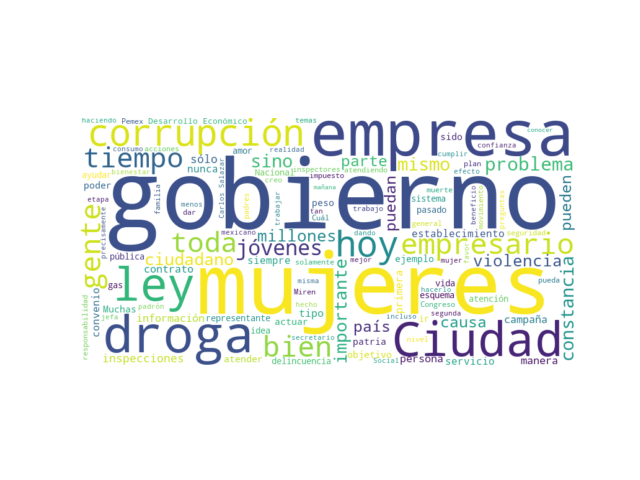 haciendo Pemex Desarrollo Económico temas conocer
corrupción empresa
consumo acciones amor realidad sido confianza
tiempo sólo sino parte mismo problema
ayudar bienestar nunca Nacional inspectores atendiendo cumplir plan
poder creo impuesto ejemplo mujer efecto
etapa familia menos Carlos Salazar padres trabajar mañana muerte sistema
gobierno
precisamente dar peso tan trabajo puedan pasado beneficio movimiento preguntas pueden
gente mexicano Cuál general establecimiento seguridad
pública toda jóvenes millones hoy dando empresario
ciudadano siempre solamente mejor ejemplo favor violencia
gas contrato ley mujeres misma importante primera vida atención pueda constancia
convenio Muchas padrón Miren hecho esquema Congreso hacerlo
responsabilidad jefa información representante tipo país incluso segunda causa campaña
droga idea actuar patria ir Ciudad
bien secretario objetivo nivel
inspecciones atender delincuencia Social persona servicio manera